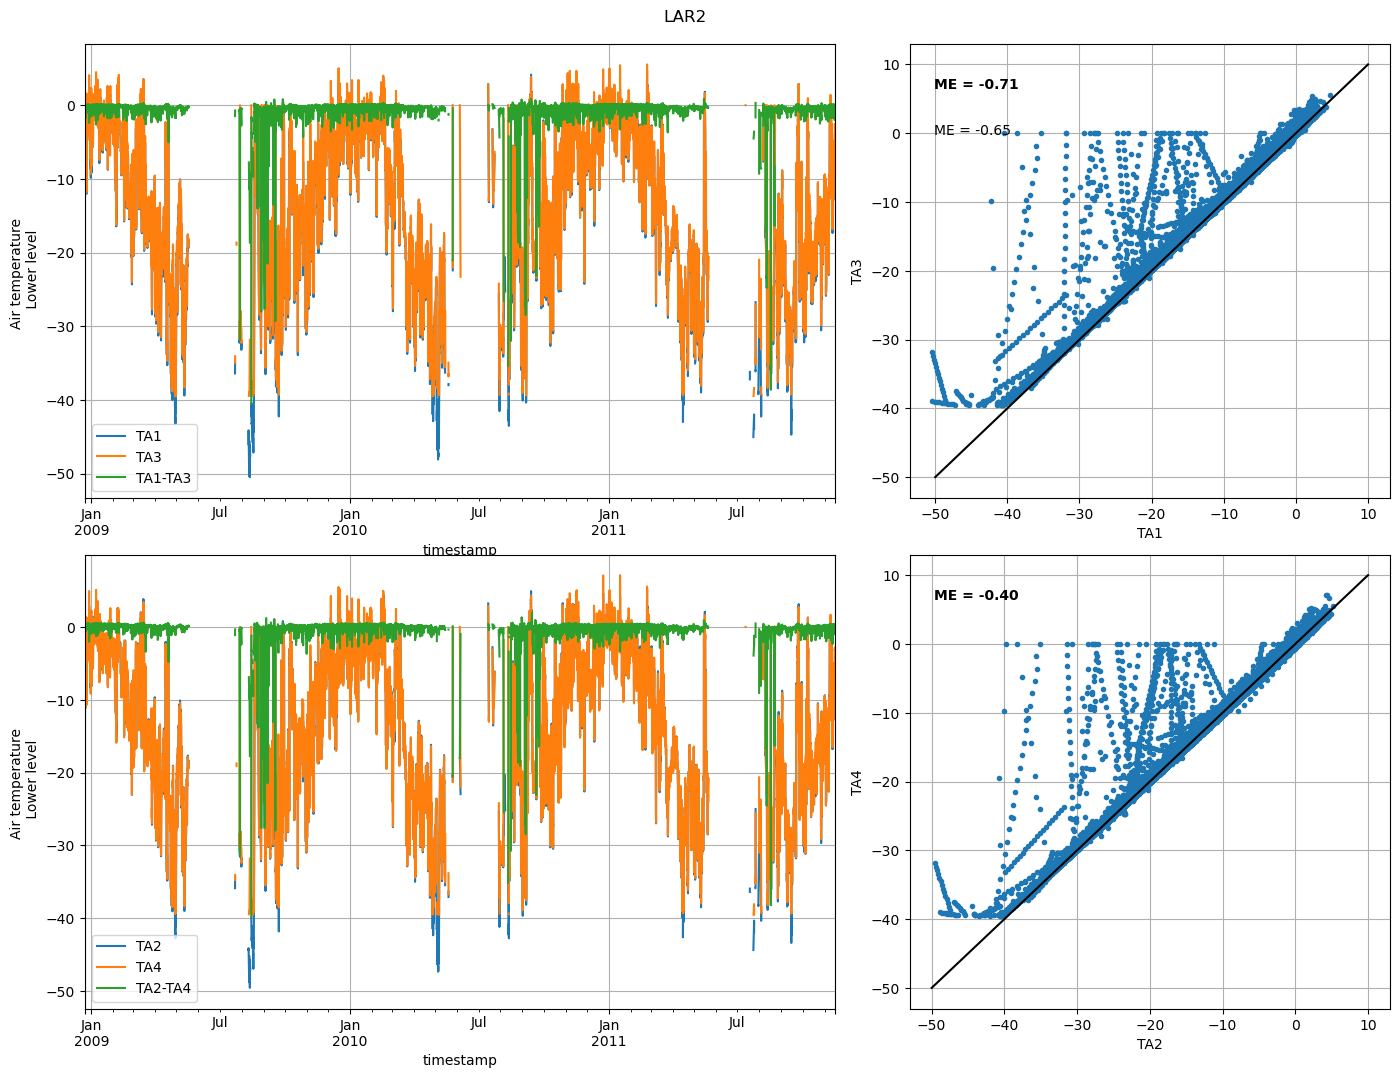 LAR2
Air temperature
Lower level
0
−10
−20
−30
−40
−50
TA1
TA3
TA1-TA3
Jan
2009
Jul
Jan
2010
Jul
Jan
2011
Jul
timestamp
ME = -0.71
ME = -0.65
TA3
10
0
−10
−20
−30
−40
−50
−50
−40
−30
−20
−10
0
10
TA1
Air temperature
Lower level
0
−10
−20
−30
−40
−50
TA2
TA4
TA2-TA4
Jan
2009
Jul
Jan
2010
Jul
Jan
2011
Jul
timestamp
ME = -0.40
TA4
10
0
−10
−20
−30
−40
−50
−50
−40
−30
−20
−10
0
10
TA2